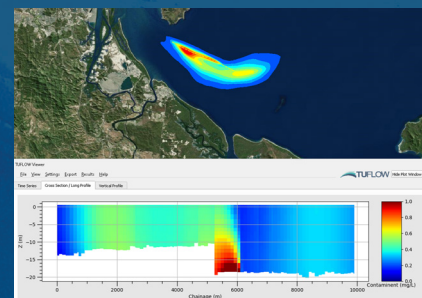 TUFLOW Viewer
File View Settings Export Results Help
TUFLOW Hide Plot Window
Time Series Cross Section / Long Profile Vertical Profile
0
−5
−10
−15
−20
Z (m)
0 2000 4000 6000 8000 10000
Chainage (m)
1.0
0.8
0.6
0.4
0.2
0.0
Contaminent (mg/L)